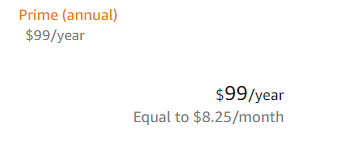 Prime (annual)
$99/year
$99/year
Equal to $8.25/month